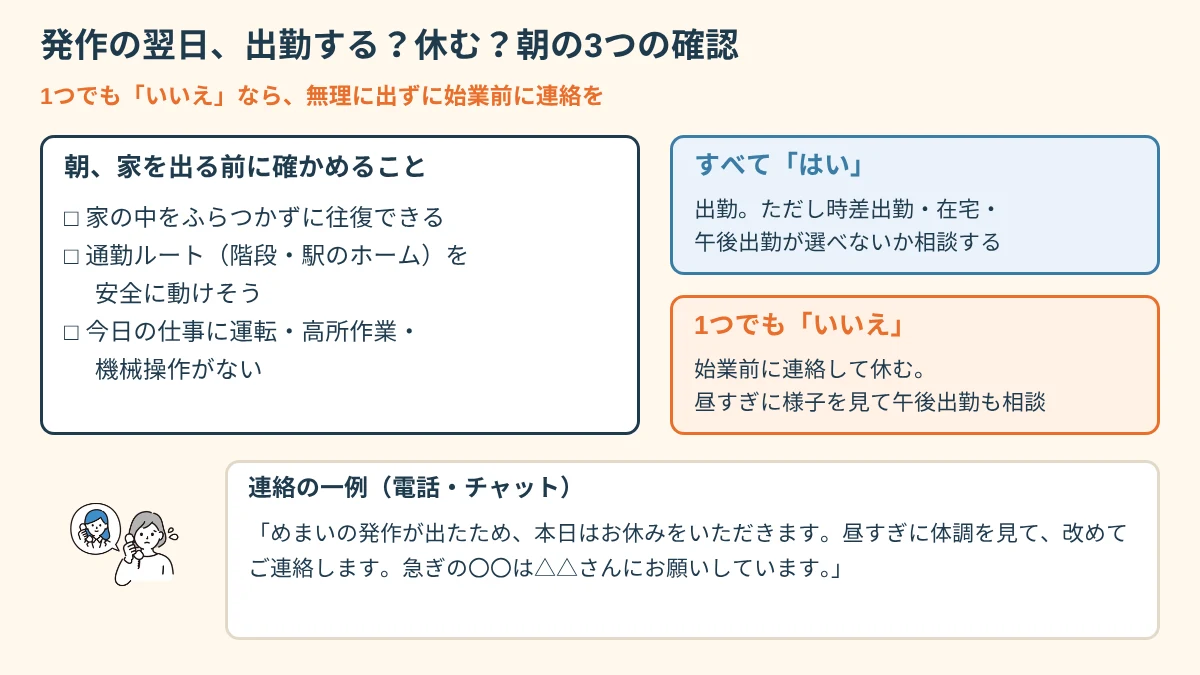 発作の翌日、出勤する？休む？朝の3つの確認
1つでも「いいえ」なら、無理に出ずに始業前に連絡を
朝、家を出る前に確かめること
□ 家の中をふらつかずに往復できる
□ 通勤ルート（階段・駅のホーム）を
安全に動けそう
□ 今日の仕事に運転・高所作業・
機械操作がない
すべて「はい」
出勤。ただし時差出勤・在宅・
午後出勤が選べないか相談する
1つでも「いいえ」
始業前に連絡して休む。
昼すぎに様子を見て午後出勤も相談
連絡の一例（電話・チャット）
「めまいの発作が出たため、本日はお休みをいただきます。昼すぎに体調を見て、改めて
ご連絡します。急ぎの〇〇は△△さんにお願いしています。」